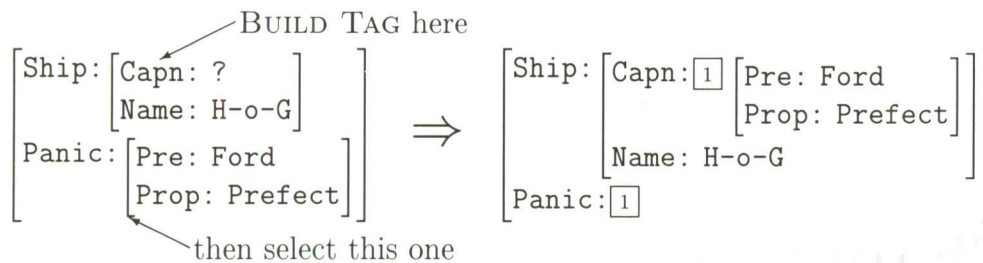 BUILD TAG here
Ship: Capn: ?
Name: H-o-G
Panic: Pre: Ford
Prop: Prefect
then select this one
⇒
Ship: Capn: 1 Pre: Ford
Prop: Prefect
Name: H-o-G
Panic: 1